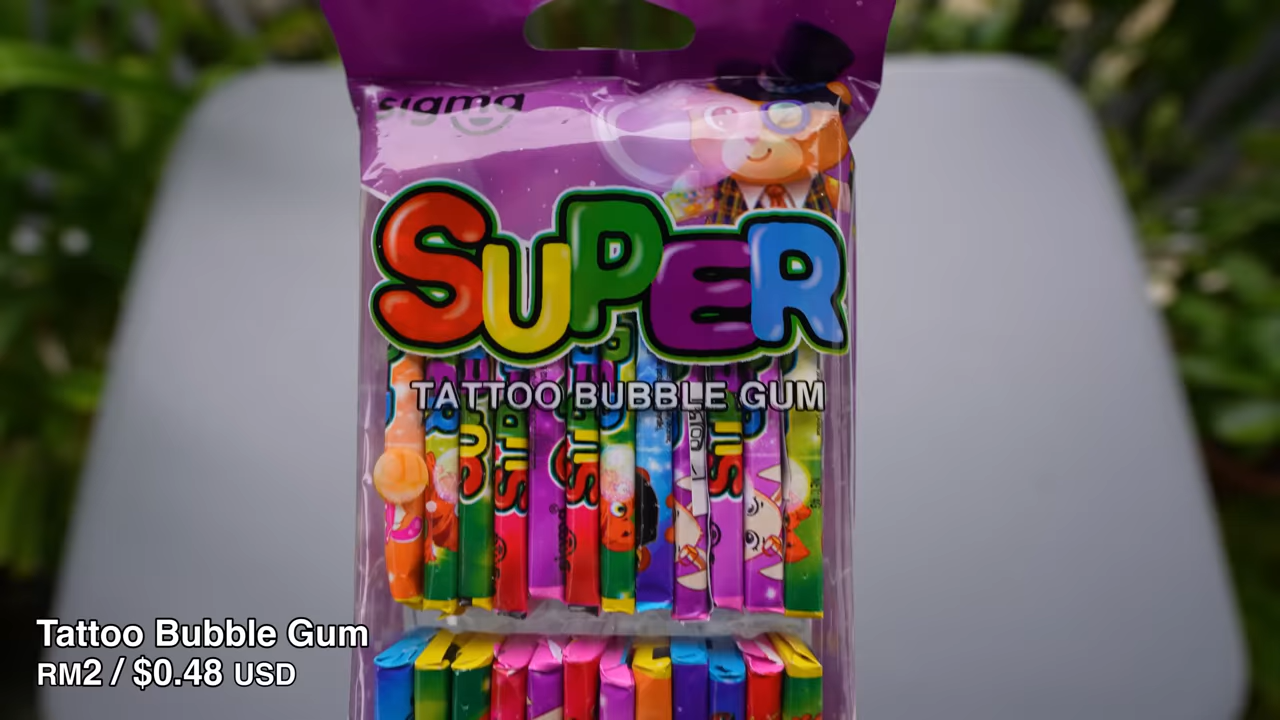 sigma
SUPER
TATTOO BUBBLE GUM
Tattoo Bubble Gum
RM2 / $0.48 USD